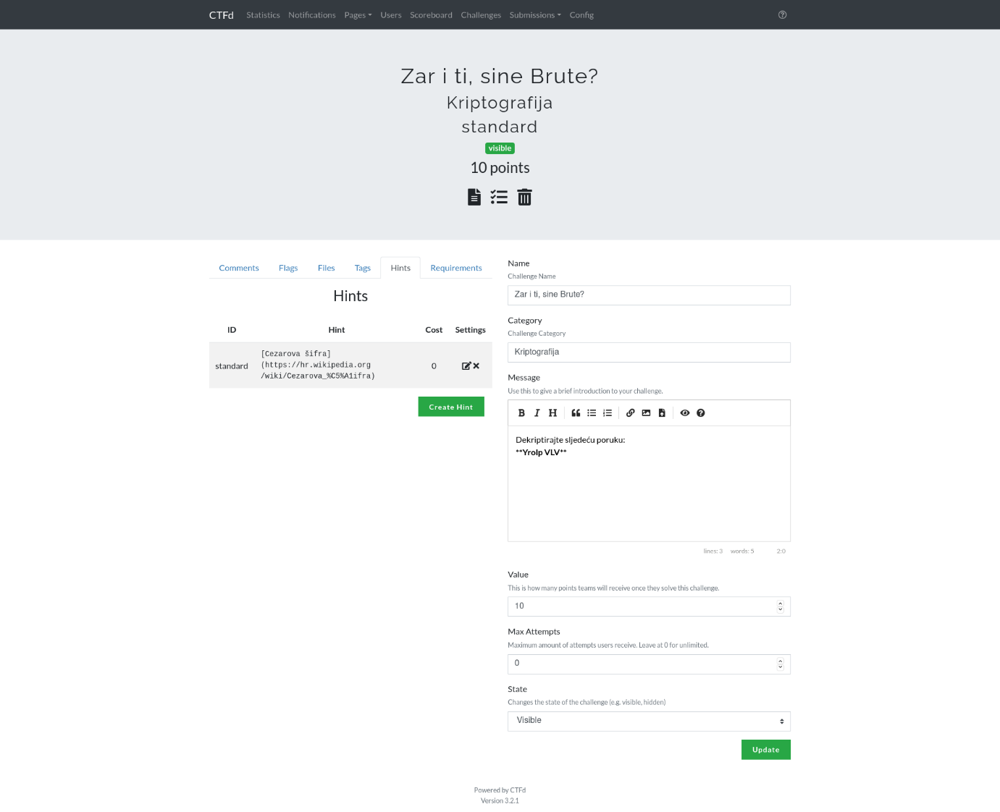 CTFd Statistics Notifications Pages Users Scoreboard Challenges Submissions Config
Zar i ti, sine Brute?
Kriptografija
standard
visible
10 points
Comments Flags Files Tags Hints Requirements
Hints
ID Hint Cost Settings
standard [Cezarova šifra] 0
(https://hr.wikipedia.org
/wiki/Cezarova_%C5%A1ifra)
Create Hint
Name
Challenge Name
Zar i ti, sine Brute?
Category
Challenge Category
Kriptografija
Message
Use this to give a brief introduction to your challenge.
B I H
Dekriptirajte sljedeću poruku:
**Yrolp VLV**
lines: 3 words: 5 2:0
Value
This is how many points teams will receive once they solve this challenge.
10
Max Attempts
Maximum amount of attempts users receive. Leave at 0 for unlimited.
0
State
Changes the state of the challenge (e.g. visible, hidden)
Visible
Update
Powered by CTFd
Version 3.2.1